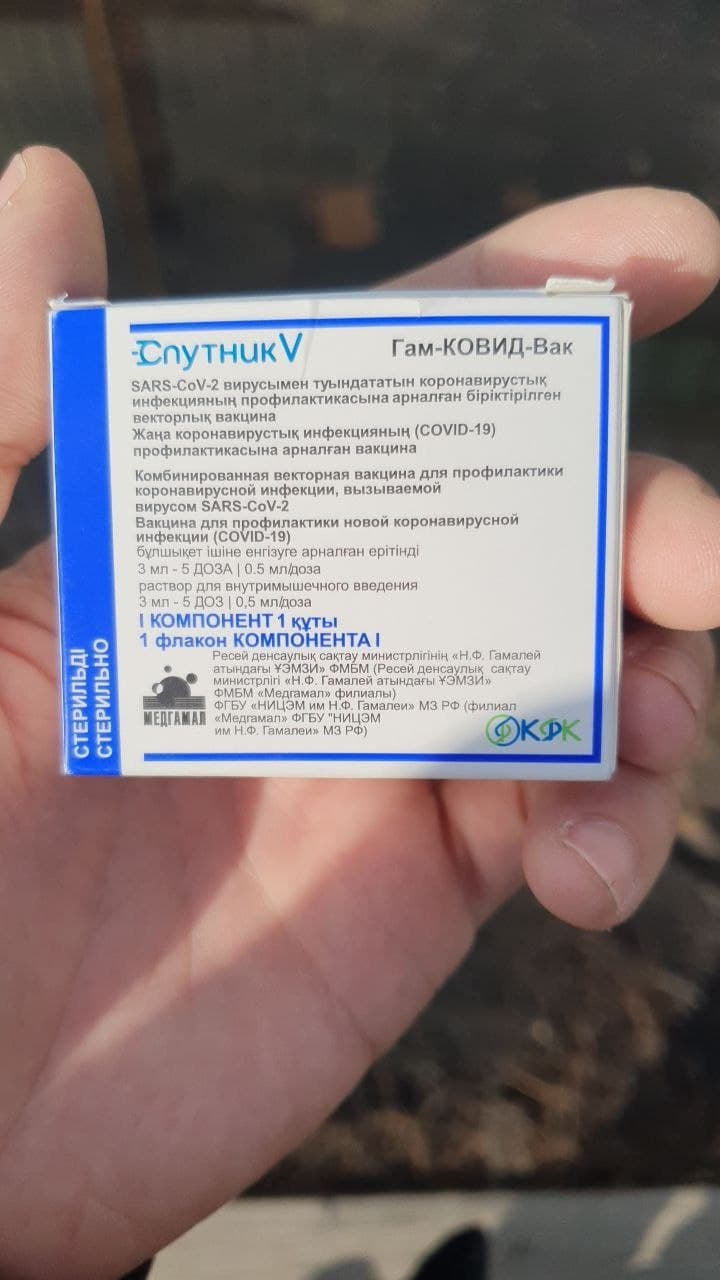 Спутник V
Гам-КОВИД-Вак
SARS-CoV-2 вирусымен туындататын коронавирустық
инфекцияның профилактикасына арналған біріктірілген
векторлық вакцина
Жаңа коронавирустық инфекцияның (COVID-19)
профилактикасына арналған вакцина
Комбинированная векторная вакцина для профилактики
коронавирусной инфекции, вызываемой
вирусом SARS-CoV-2
Вакцина для профилактики новой коронавирусной
инфекции (COVID-19)
бұлшықет ішіне енгізуге арналған ерітінді
3 мл - 5 ДОЗА | 0.5 мл/доза
раствор для внутримышечного введения
3 мл - 5 ДОЗ | 0,5 мл/доза
I КОМПОНЕНТ 1 құты
1 флакон КОМПОНЕНТА I
Ресей денсаулық сақтау министрлігінің «Н.Ф. Гамалей
атындағы ҰЭМЗИ» ФМБМ (Ресей денсаулық сақтау
министрлігі «Н.Ф. Гамалей атындағы ҰЭМЗИ»
ФМБМ «Медгамал» филиалы)
ФГБУ «НИЦЭМ им Н.Ф. Гамалеи» МЗ РФ (филиал
«Медгамал» ФГБУ "НИЦЭМ
им Н.Ф. Гамалеи» МЗ РФ)
МЕДГАМАЛ
КФК
СТЕРИЛЬДІ
СТЕРИЛЬНО